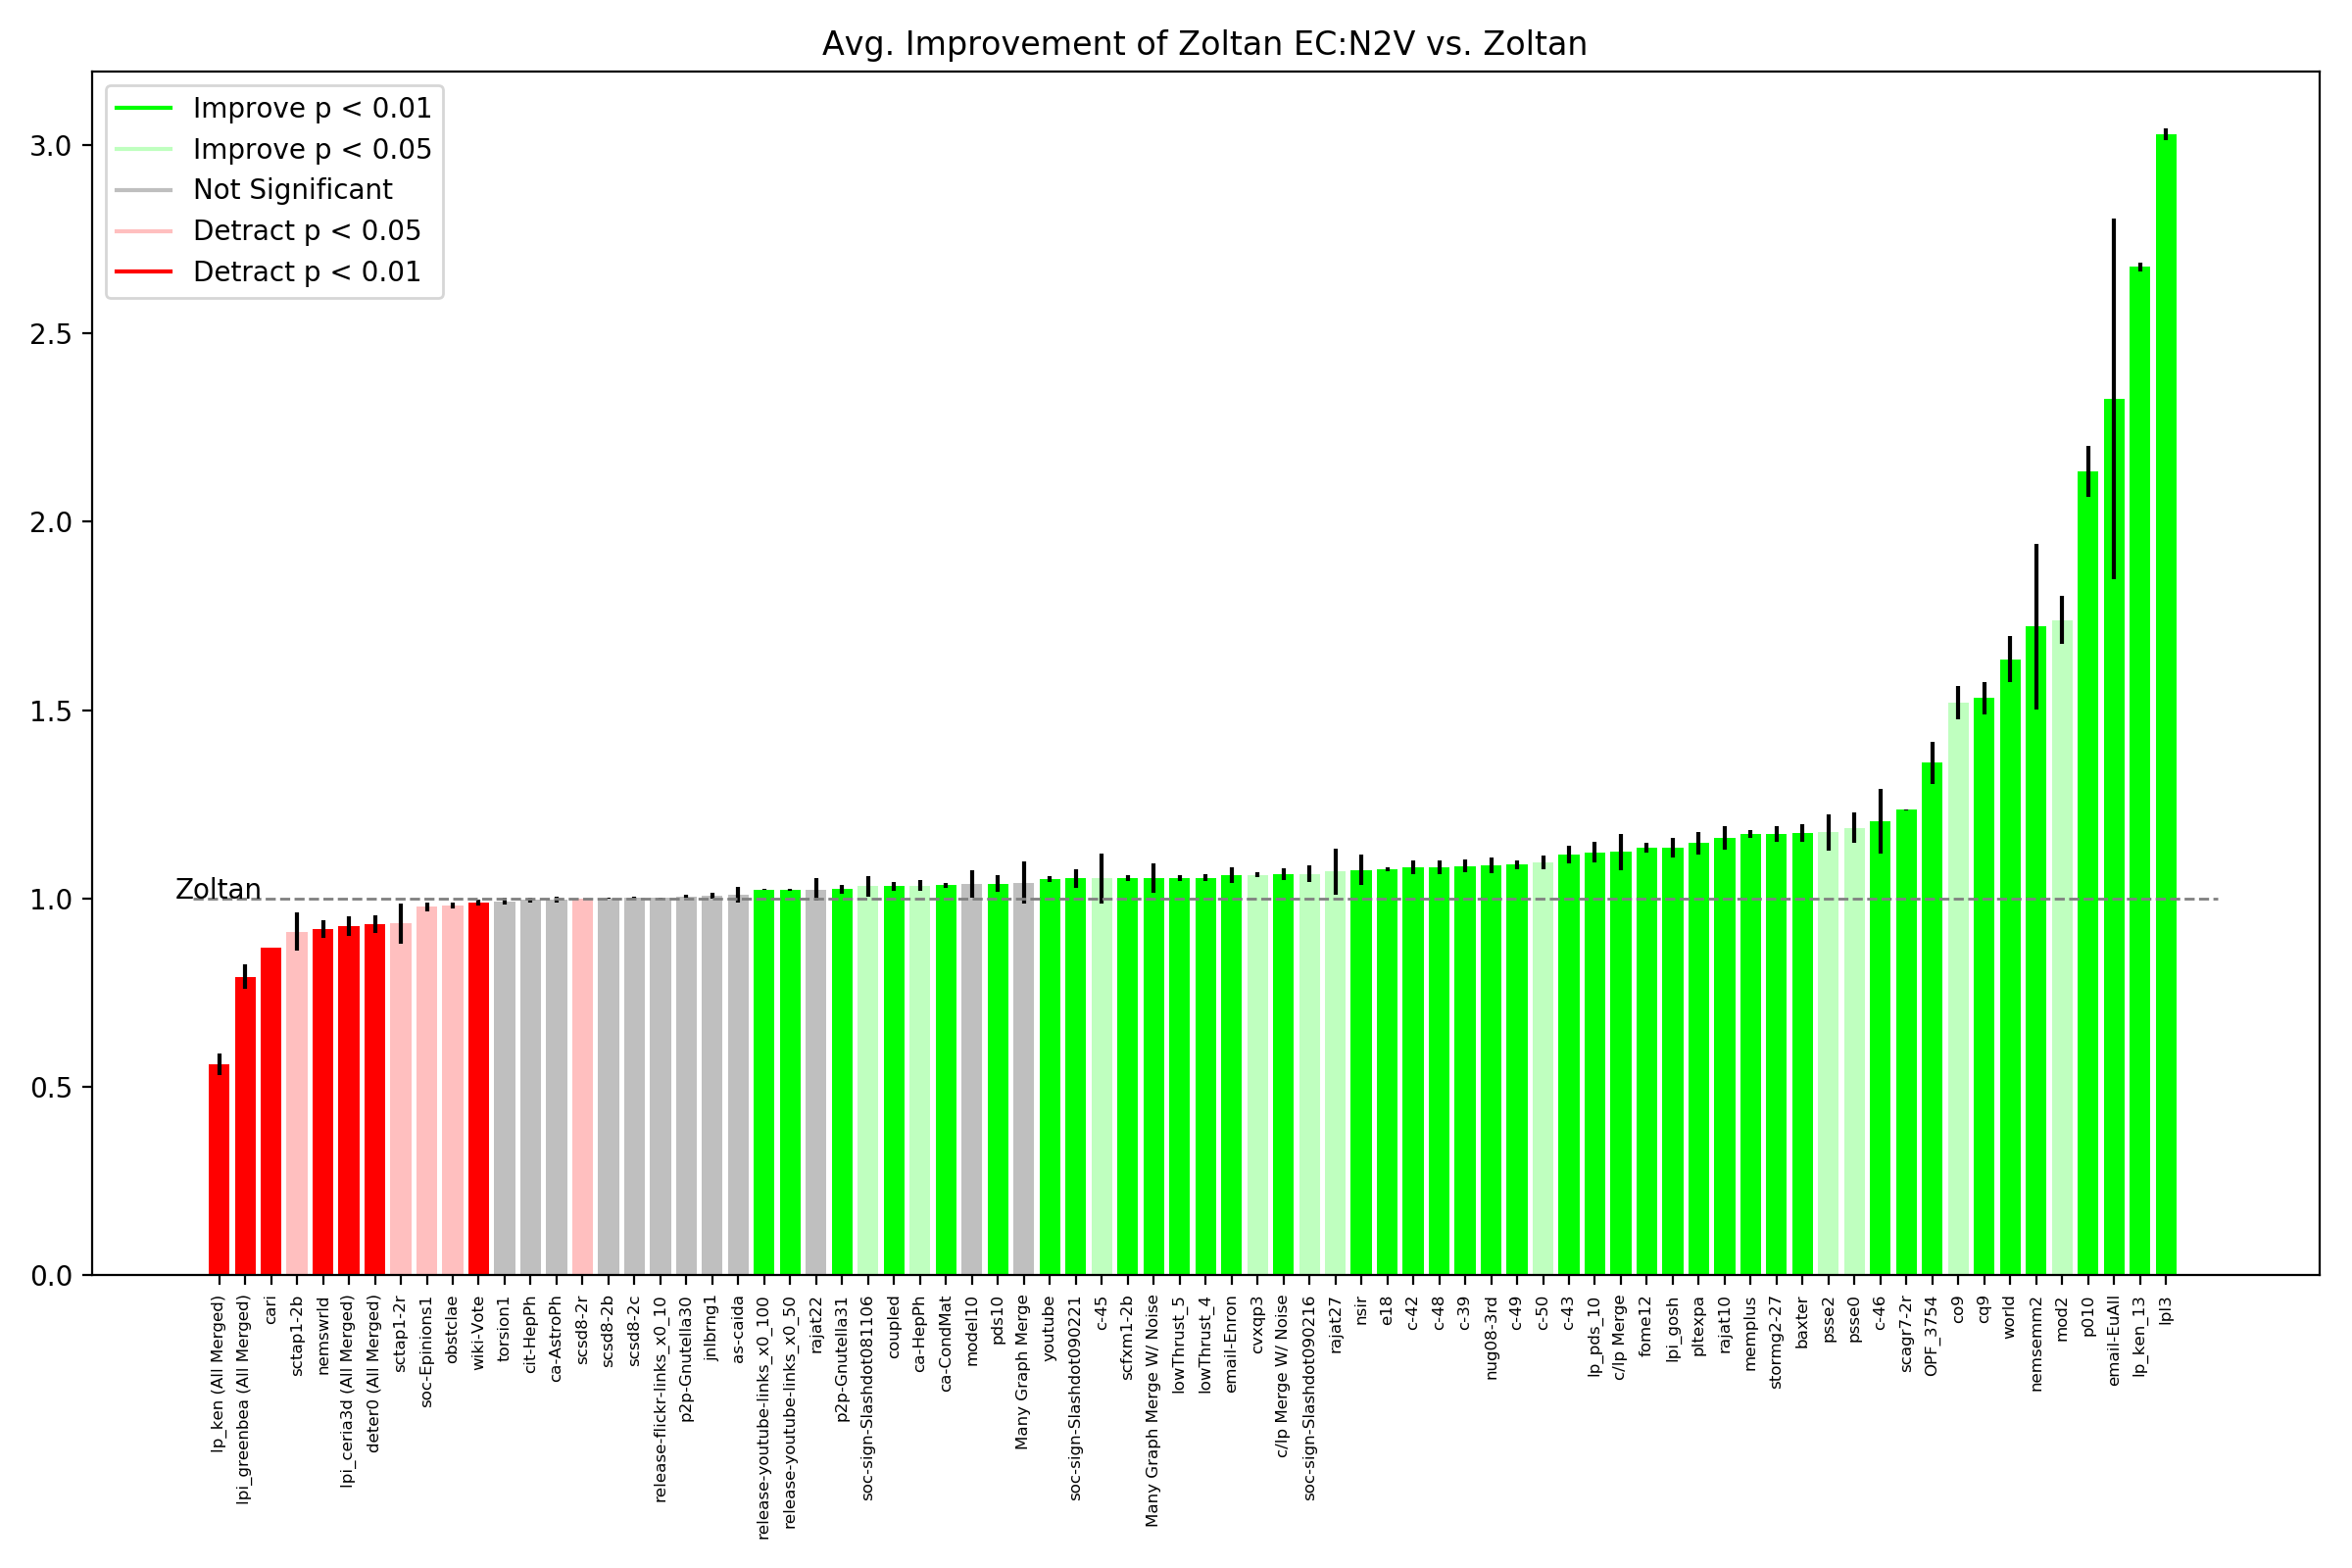 Avg. Improvement of Zoltan EC:N2V vs. Zoltan
Improve p < 0.01
Improve p < 0.05
Not Significant
Detract p < 0.05
Detract p < 0.01
3.0
2.5
2.0
1.5
1.0
0.5
0.0
Zoltan
lp_ken (All Merged)
lpi_greenbea (All Merged)
cari
sctap1-2b
nemswrld
lpi_ceria3d (All Merged)
deter0 (All Merged)
sctap1-2r
soc-Epinions1
obstclae
wiki-Vote
torsion1
cit-HepPh
ca-AstroPh
scsd8-2r
scsd8-2b
scsd8-2c
release-flickr-links_x0_10
p2p-Gnutella30
jnlbrng1
as-caida
release-youtube-links_x0_100
release-youtube-links_x0_50
rajat22
p2p-Gnutella31
soc-sign-Slashdot081106
coupled
ca-HepPh
ca-CondMat
model10
pds10
Many Graph Merge
youtube
soc-sign-Slashdot090221
c-45
scfxm1-2b
Many Graph Merge W/ Noise
lowThrust_5
lowThrust_4
email-Enron
cvxqp3
c/lp Merge W/ Noise
soc-sign-Slashdot090216
rajat27
nsir
e18
c-42
c-48
c-39
nug08-3rd
c-49
c-50
c-43
lp_pds_10
c/lp Merge
fome12
lpi_gosh
pltexpa
rajat10
memplus
stormg2-27
baxter
psse2
psse0
c-46
scagr7-2r
OPF_3754
co9
cq9
world
nemsemm2
mod2
p010
email-EuAll
lp_ken_13
lpl3